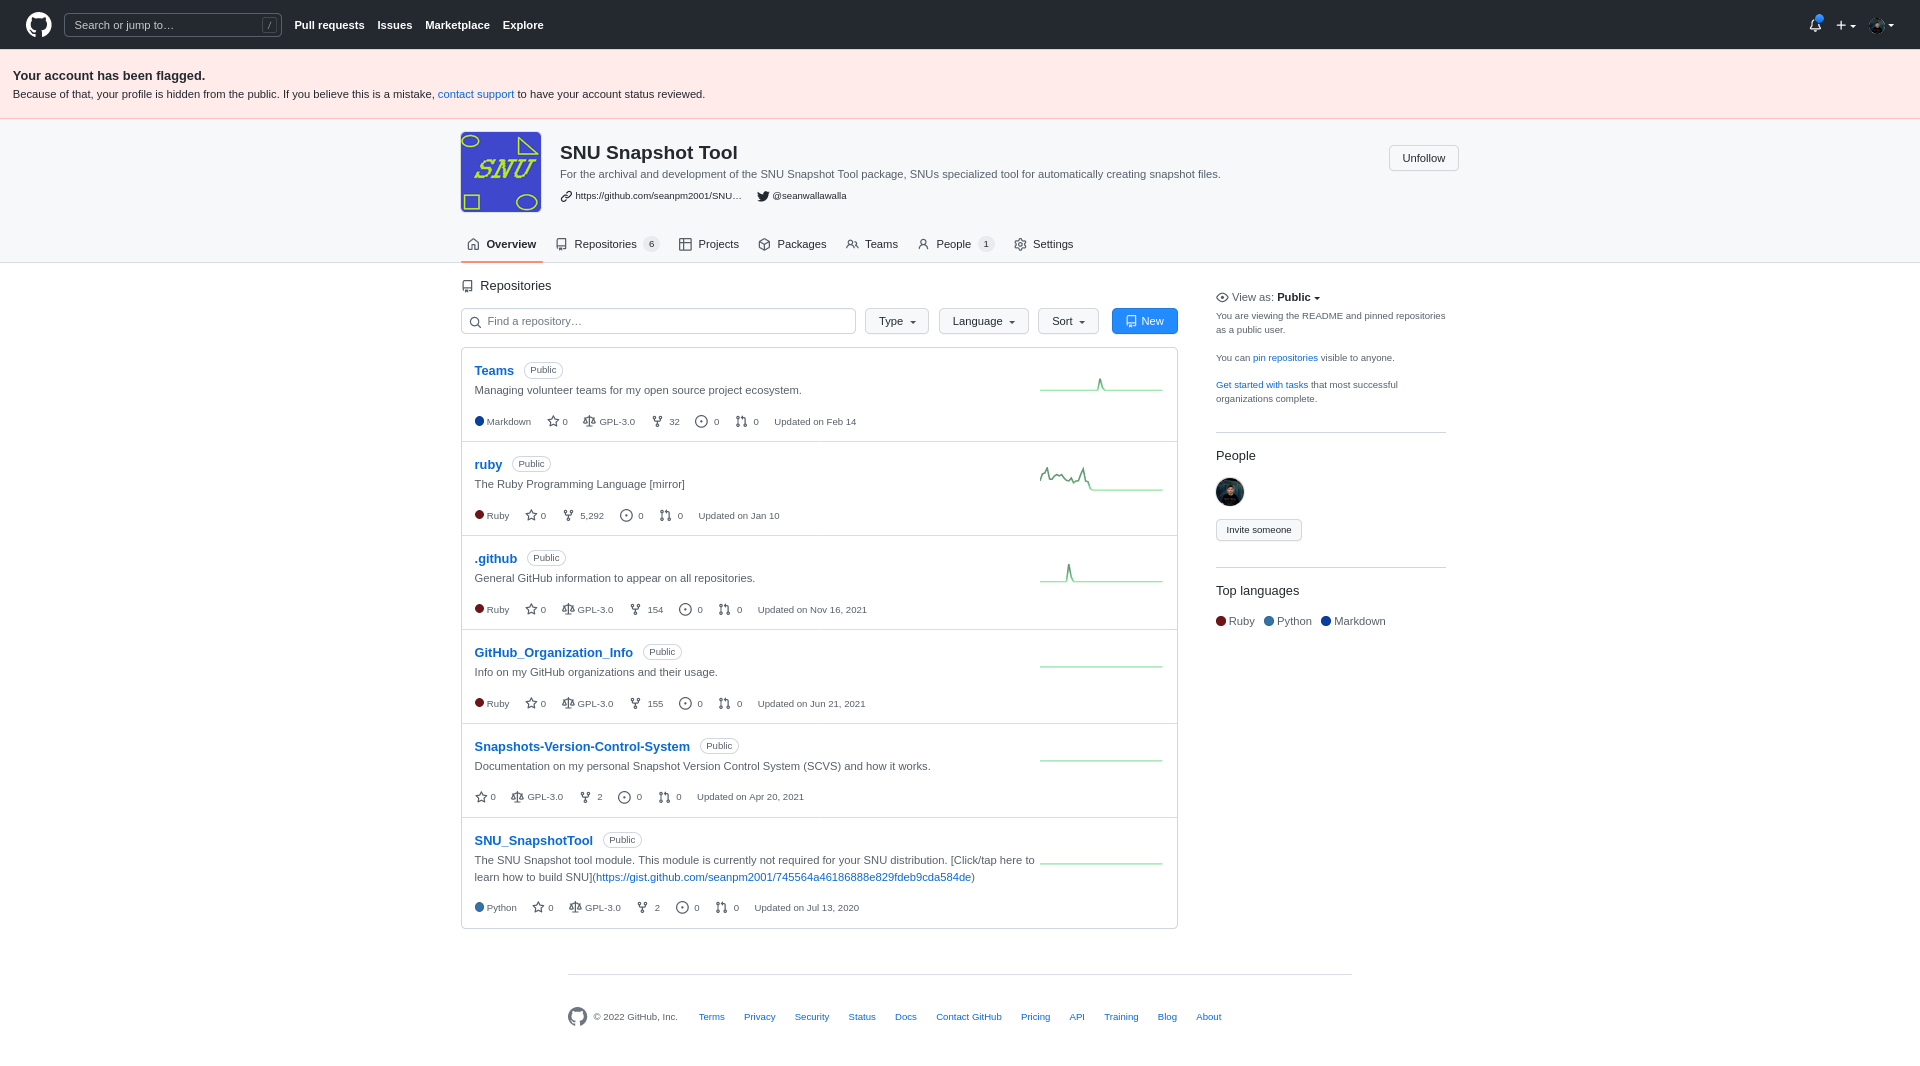 Search or jump to…
/
Pull requests
Issues
Marketplace
Explore
Your account has been flagged.
Because of that, your profile is hidden from the public. If you believe this is a mistake, contact support to have your account status reviewed.
SNU
SNU Snapshot Tool
Unfollow
For the archival and development of the SNU Snapshot Tool package, SNUs specialized tool for automatically creating snapshot files.
https://github.com/seanpm2001/SNU…
@seanwallawalla
Overview
Repositories 6
Projects
Packages
Teams
People 1
Settings
Repositories
Find a repository…
Type
Language
Sort
New
Teams Public
Managing volunteer teams for my open source project ecosystem.
Markdown 0 GPL-3.0 32 0 0 Updated on Feb 14
ruby Public
The Ruby Programming Language [mirror]
Ruby 0 5,292 0 0 Updated on Jan 10
.github Public
General GitHub information to appear on all repositories.
Ruby 0 GPL-3.0 154 0 0 Updated on Nov 16, 2021
GitHub_Organization_Info Public
Info on my GitHub organizations and their usage.
Ruby 0 GPL-3.0 155 0 0 Updated on Jun 21, 2021
Snapshots-Version-Control-System Public
Documentation on my personal Snapshot Version Control System (SCVS) and how it works.
0 GPL-3.0 2 0 0 Updated on Apr 20, 2021
SNU_SnapshotTool Public
The SNU Snapshot tool module. This module is currently not required for your SNU distribution. [Click/tap here to
learn how to build SNU](https://gist.github.com/seanpm2001/745564a46186888e829fdeb9cda584de)
Python 0 GPL-3.0 2 0 0 Updated on Jul 13, 2020
View as: Public
You are viewing the README and pinned repositories
as a public user.
You can pin repositories visible to anyone.
Get started with tasks that most successful
organizations complete.
People
Invite someone
Top languages
Ruby Python Markdown
© 2022 GitHub, Inc.
Terms
Privacy
Security
Status
Docs
Contact GitHub
Pricing
API
Training
Blog
About